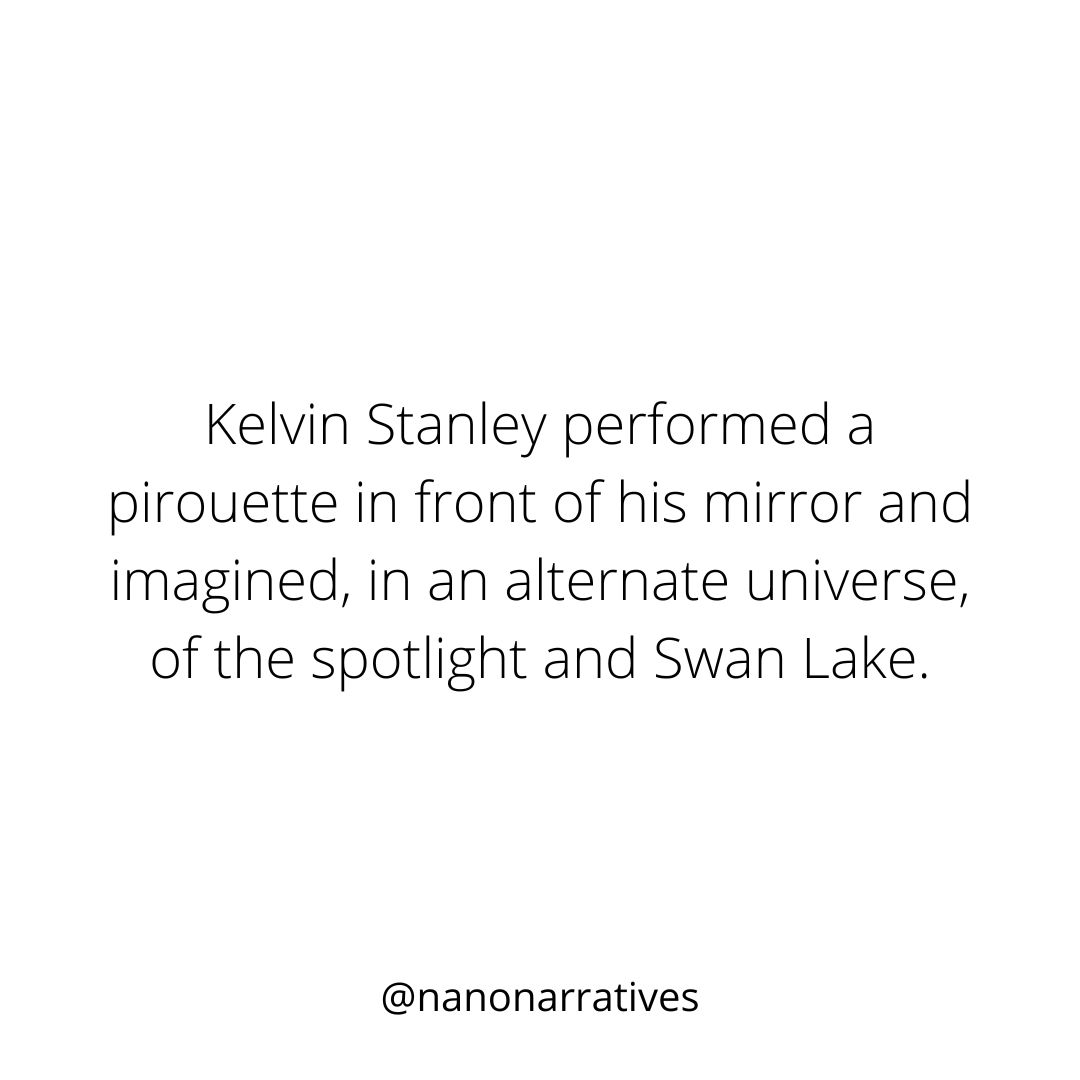 Kelvin Stanley performed a
pirouette in front of his mirror and
imagined, in an alternate universe,
of the spotlight and Swan Lake.
@nanonarratives